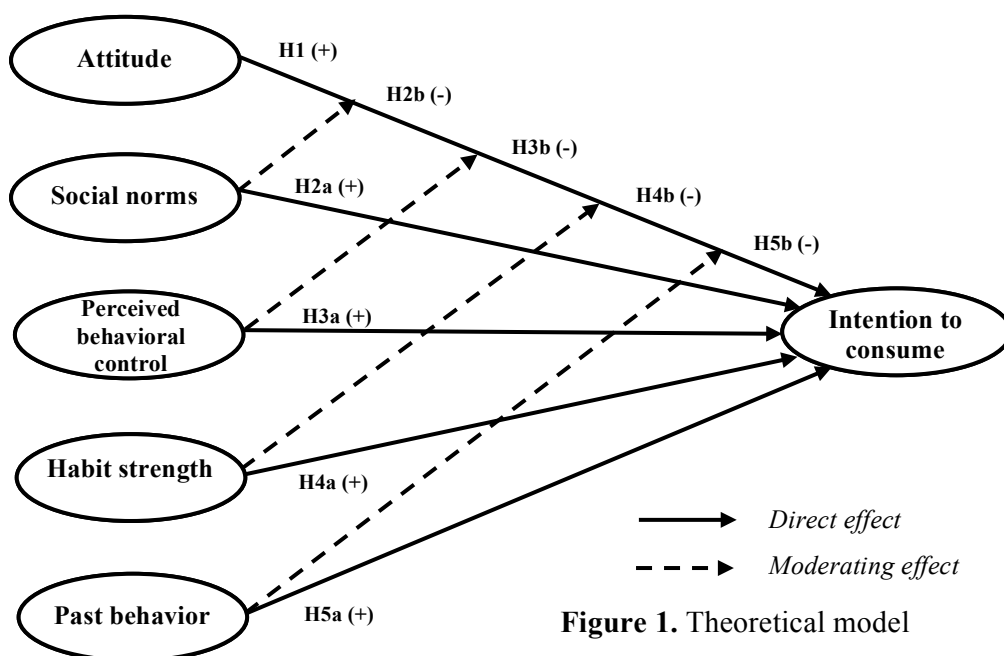 Attitude
H1 (+)
H2b (-)
H3b (-)
Social norms
H2a (+)
H4b (-)
H5b (-)
Perceived
behavioral
control
H3a (+)
Intention to
consume
Habit strength
H4a (+)
Direct effect
Moderating effect
Past behavior
H5a (+)
Figure 1. Theoretical model